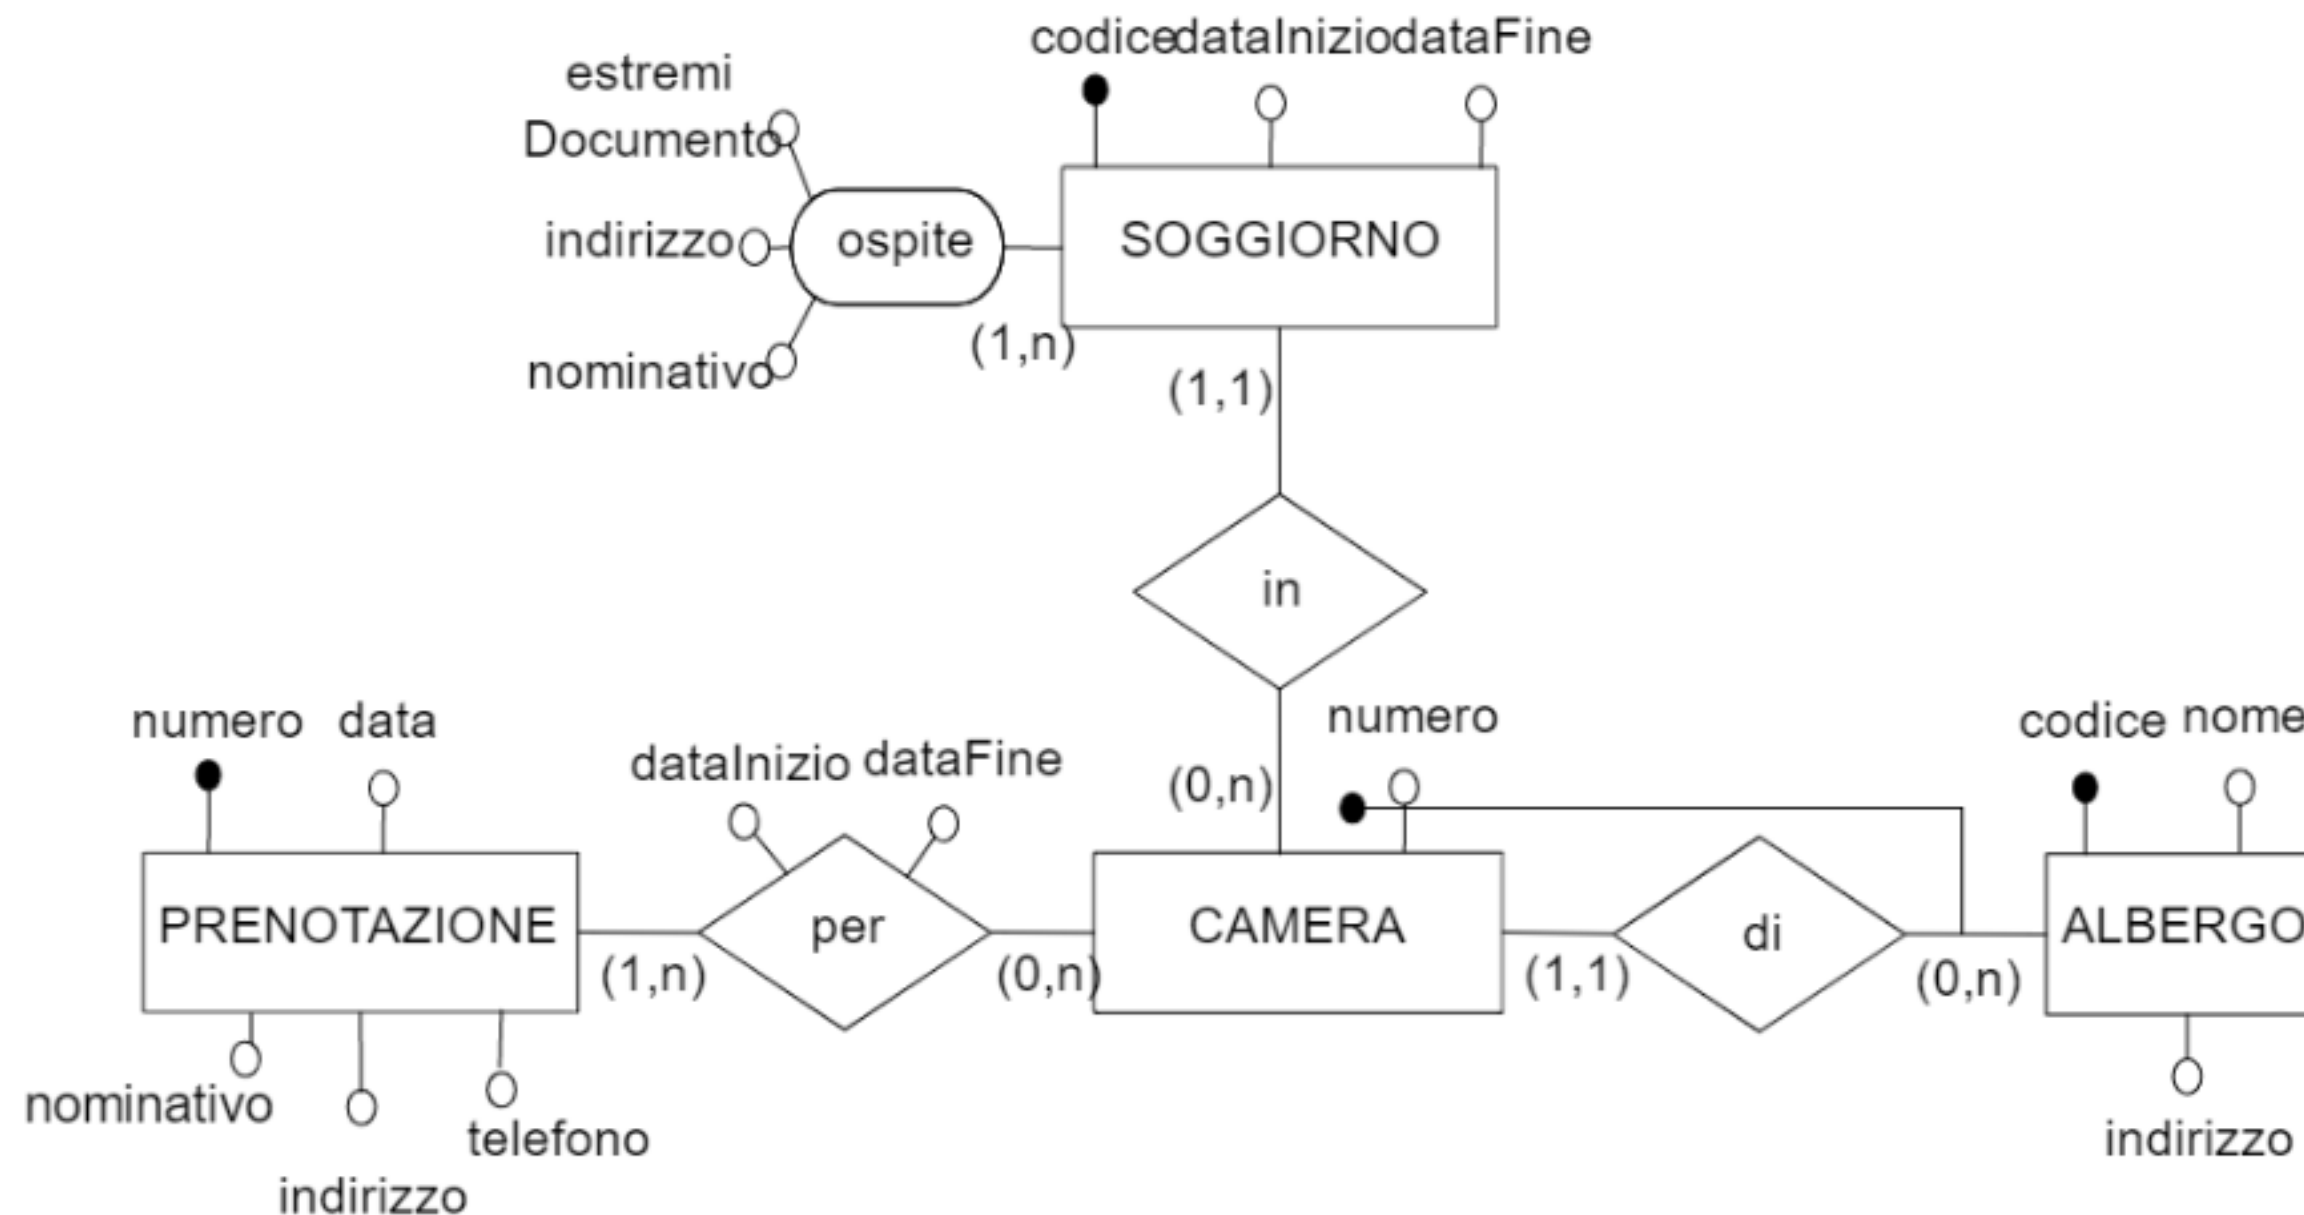 codice dataInizio dataFine
estremi
Documento
indirizzo
ospite
SOGGIORNO
nominativo
(1,n)
(1,1)
in
numero data
dataInizio dataFine
(0,n)
numero
codice nome
PRENOTAZIONE
per
CAMERA
di
ALBERGO
(1,n)
(0,n)
(1,1)
(0,n)
nominativo
telefono
indirizzo
indirizzo